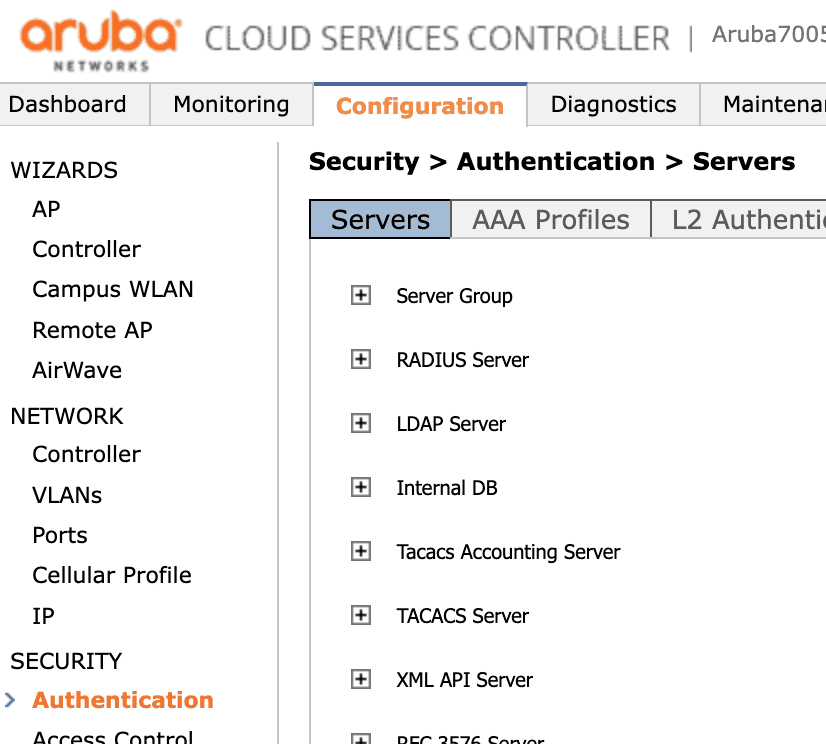 aruba
NETWORKS
CLOUD SERVICES CONTROLLER | Aruba7005
Dashboard Monitoring Configuration Diagnostics Maintenan
WIZARDS
AP
Controller
Campus WLAN
Remote AP
AirWave
NETWORK
Controller
VLANs
Ports
Cellular Profile
IP
SECURITY
Authentication
Access Control
Security > Authentication > Servers
Servers AAA Profiles L2 Authentic
Server Group
RADIUS Server
LDAP Server
Internal DB
Tacacs Accounting Server
TACACS Server
XML API Server
RFC 3576 Server